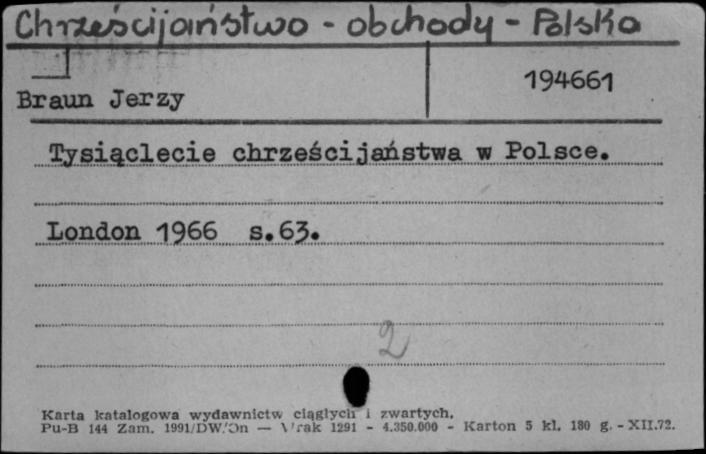 Chrześcijaństwo - obchody - Polska
194661
Braun Jerzy
Tysiąclecie chrześcijaństwa w Polsce.
London 1966 s.63.
2
Karta katalogowa wydawnictw ciągłych i zwartych.
Pu-B 144 Zam. 1991/DW/On — 1291 - 4.350.000 - Karton 5 kl. 180 g. - XII.72.